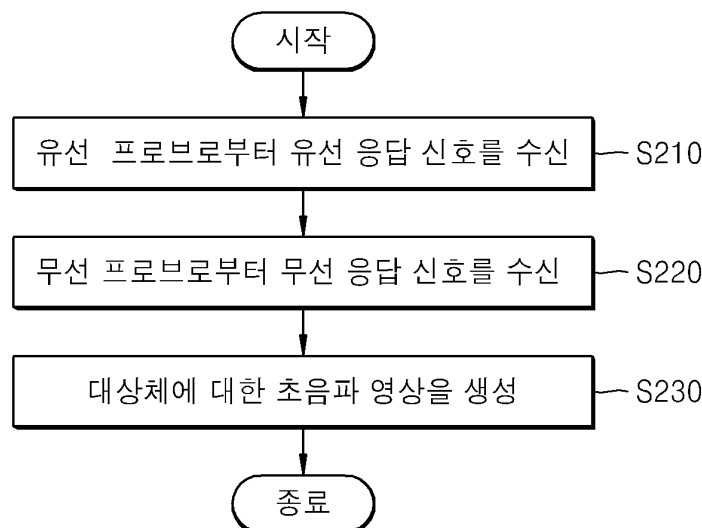 시작
유선 프로브로부터 유선 응답 신호를 수신
S210
무선 프로브로부터 무선 응답 신호를 수신
S220
대상체에 대한 초음파 영상을 생성
S230
종료